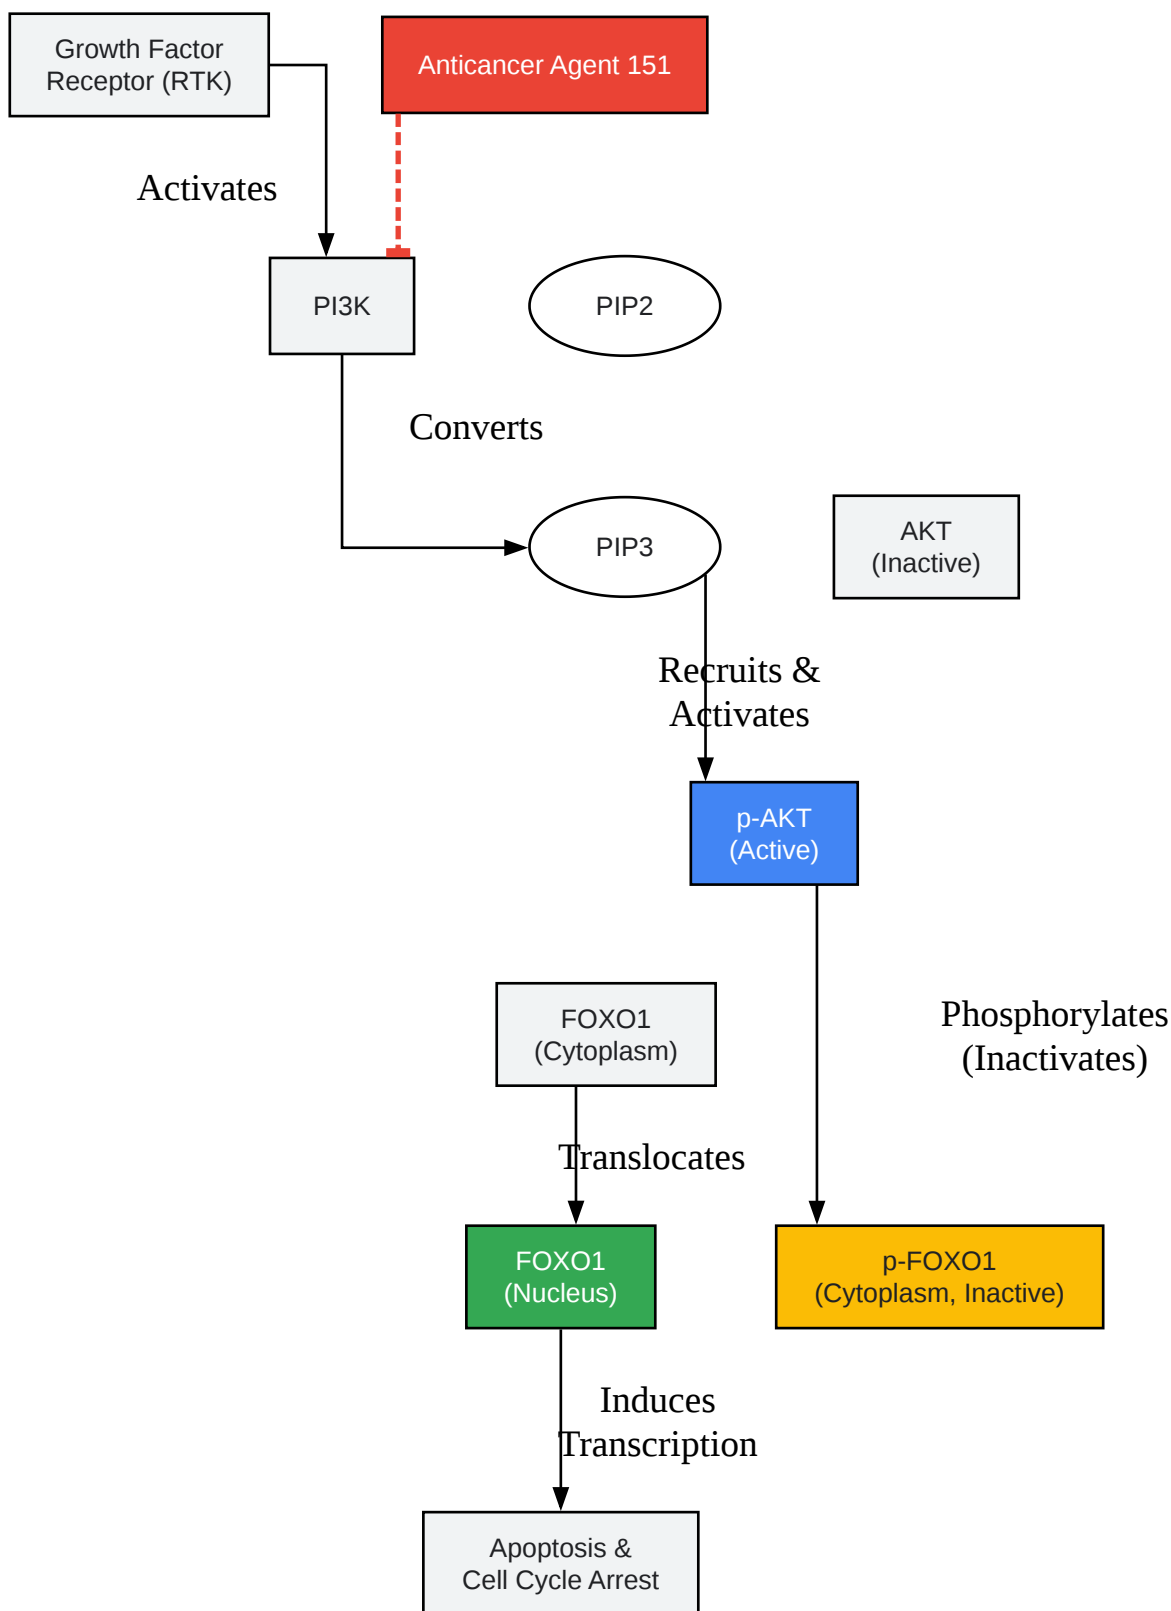 Growth Factor
Receptor (RTK)
Anticancer Agent 151
Activates
PI3K
PIP2
Converts
PIP3
AKT
(Inactive)
Recruits &
Activates
p-AKT
(Active)
FOXO1
(Cytoplasm)
Phosphorylates
(Inactivates)
Translocates
FOXO1
(Nucleus)
p-FOXO1
(Cytoplasm, Inactive)
Induces
Transcription
Apoptosis &
Cell Cycle Arrest